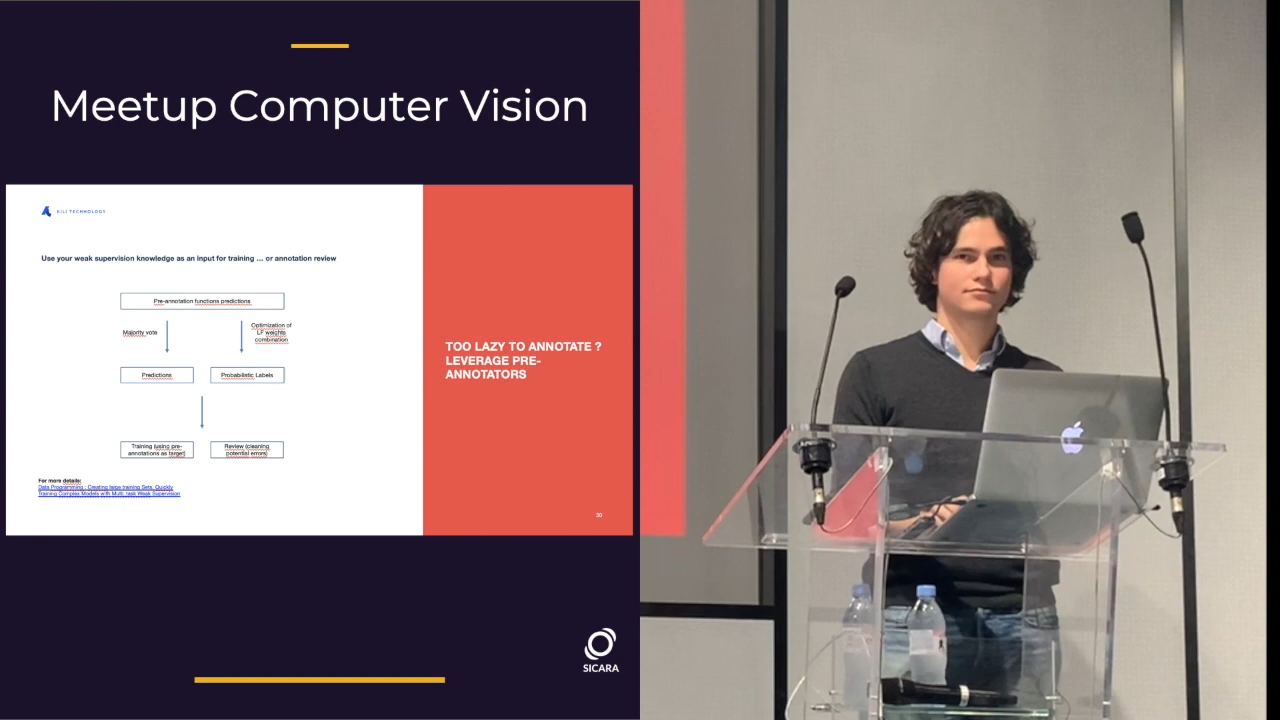 Meetup Computer Vision
KILI TECHNOLOGY
Use your weak supervision knowledge as an input for training ... or annotation review
Pre-annotation functions predictions
Majority vote
Optimization of
LF weights
combination
Predictions
Probabilistic Labels
Training (using pre-
annotations as target)
Review (cleaning
potential errors)
For more details:
Data Programming : Creating large training Sets, Quickly
Training Complex Models with Multi_task Weak Supervision
TOO LAZY TO ANNOTATE ?
LEVERAGE PRE-
ANNOTATORS
30
SICARA